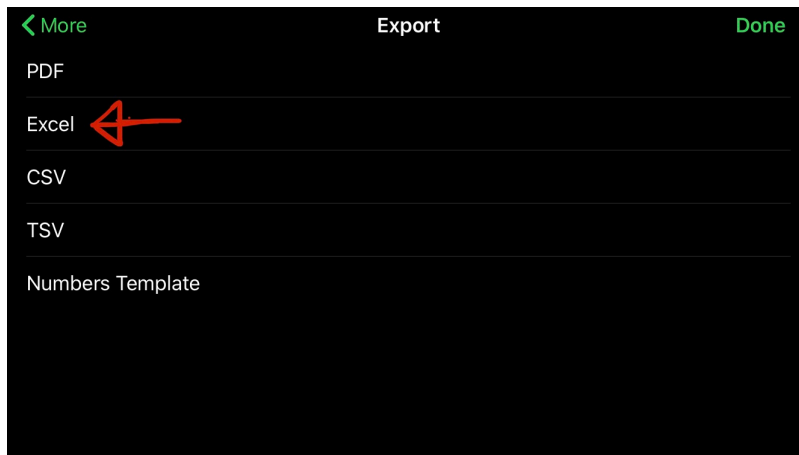 More Export Done
PDF
Excel
CSV
TSV
Numbers Template